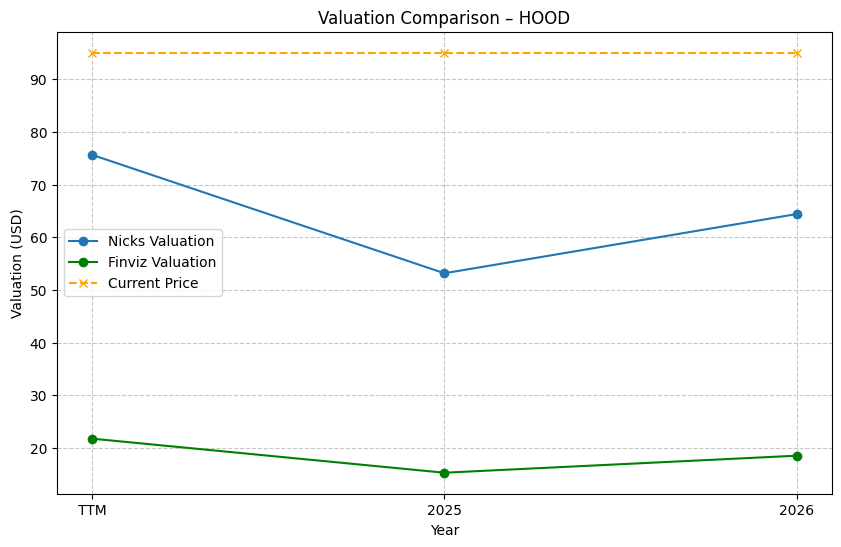 Valuation Comparison – HOOD
Valuation (USD)
90
80
70
60
50
40
30
20
Nicks Valuation
Finviz Valuation
Current Price
TTM
2025
2026
Year